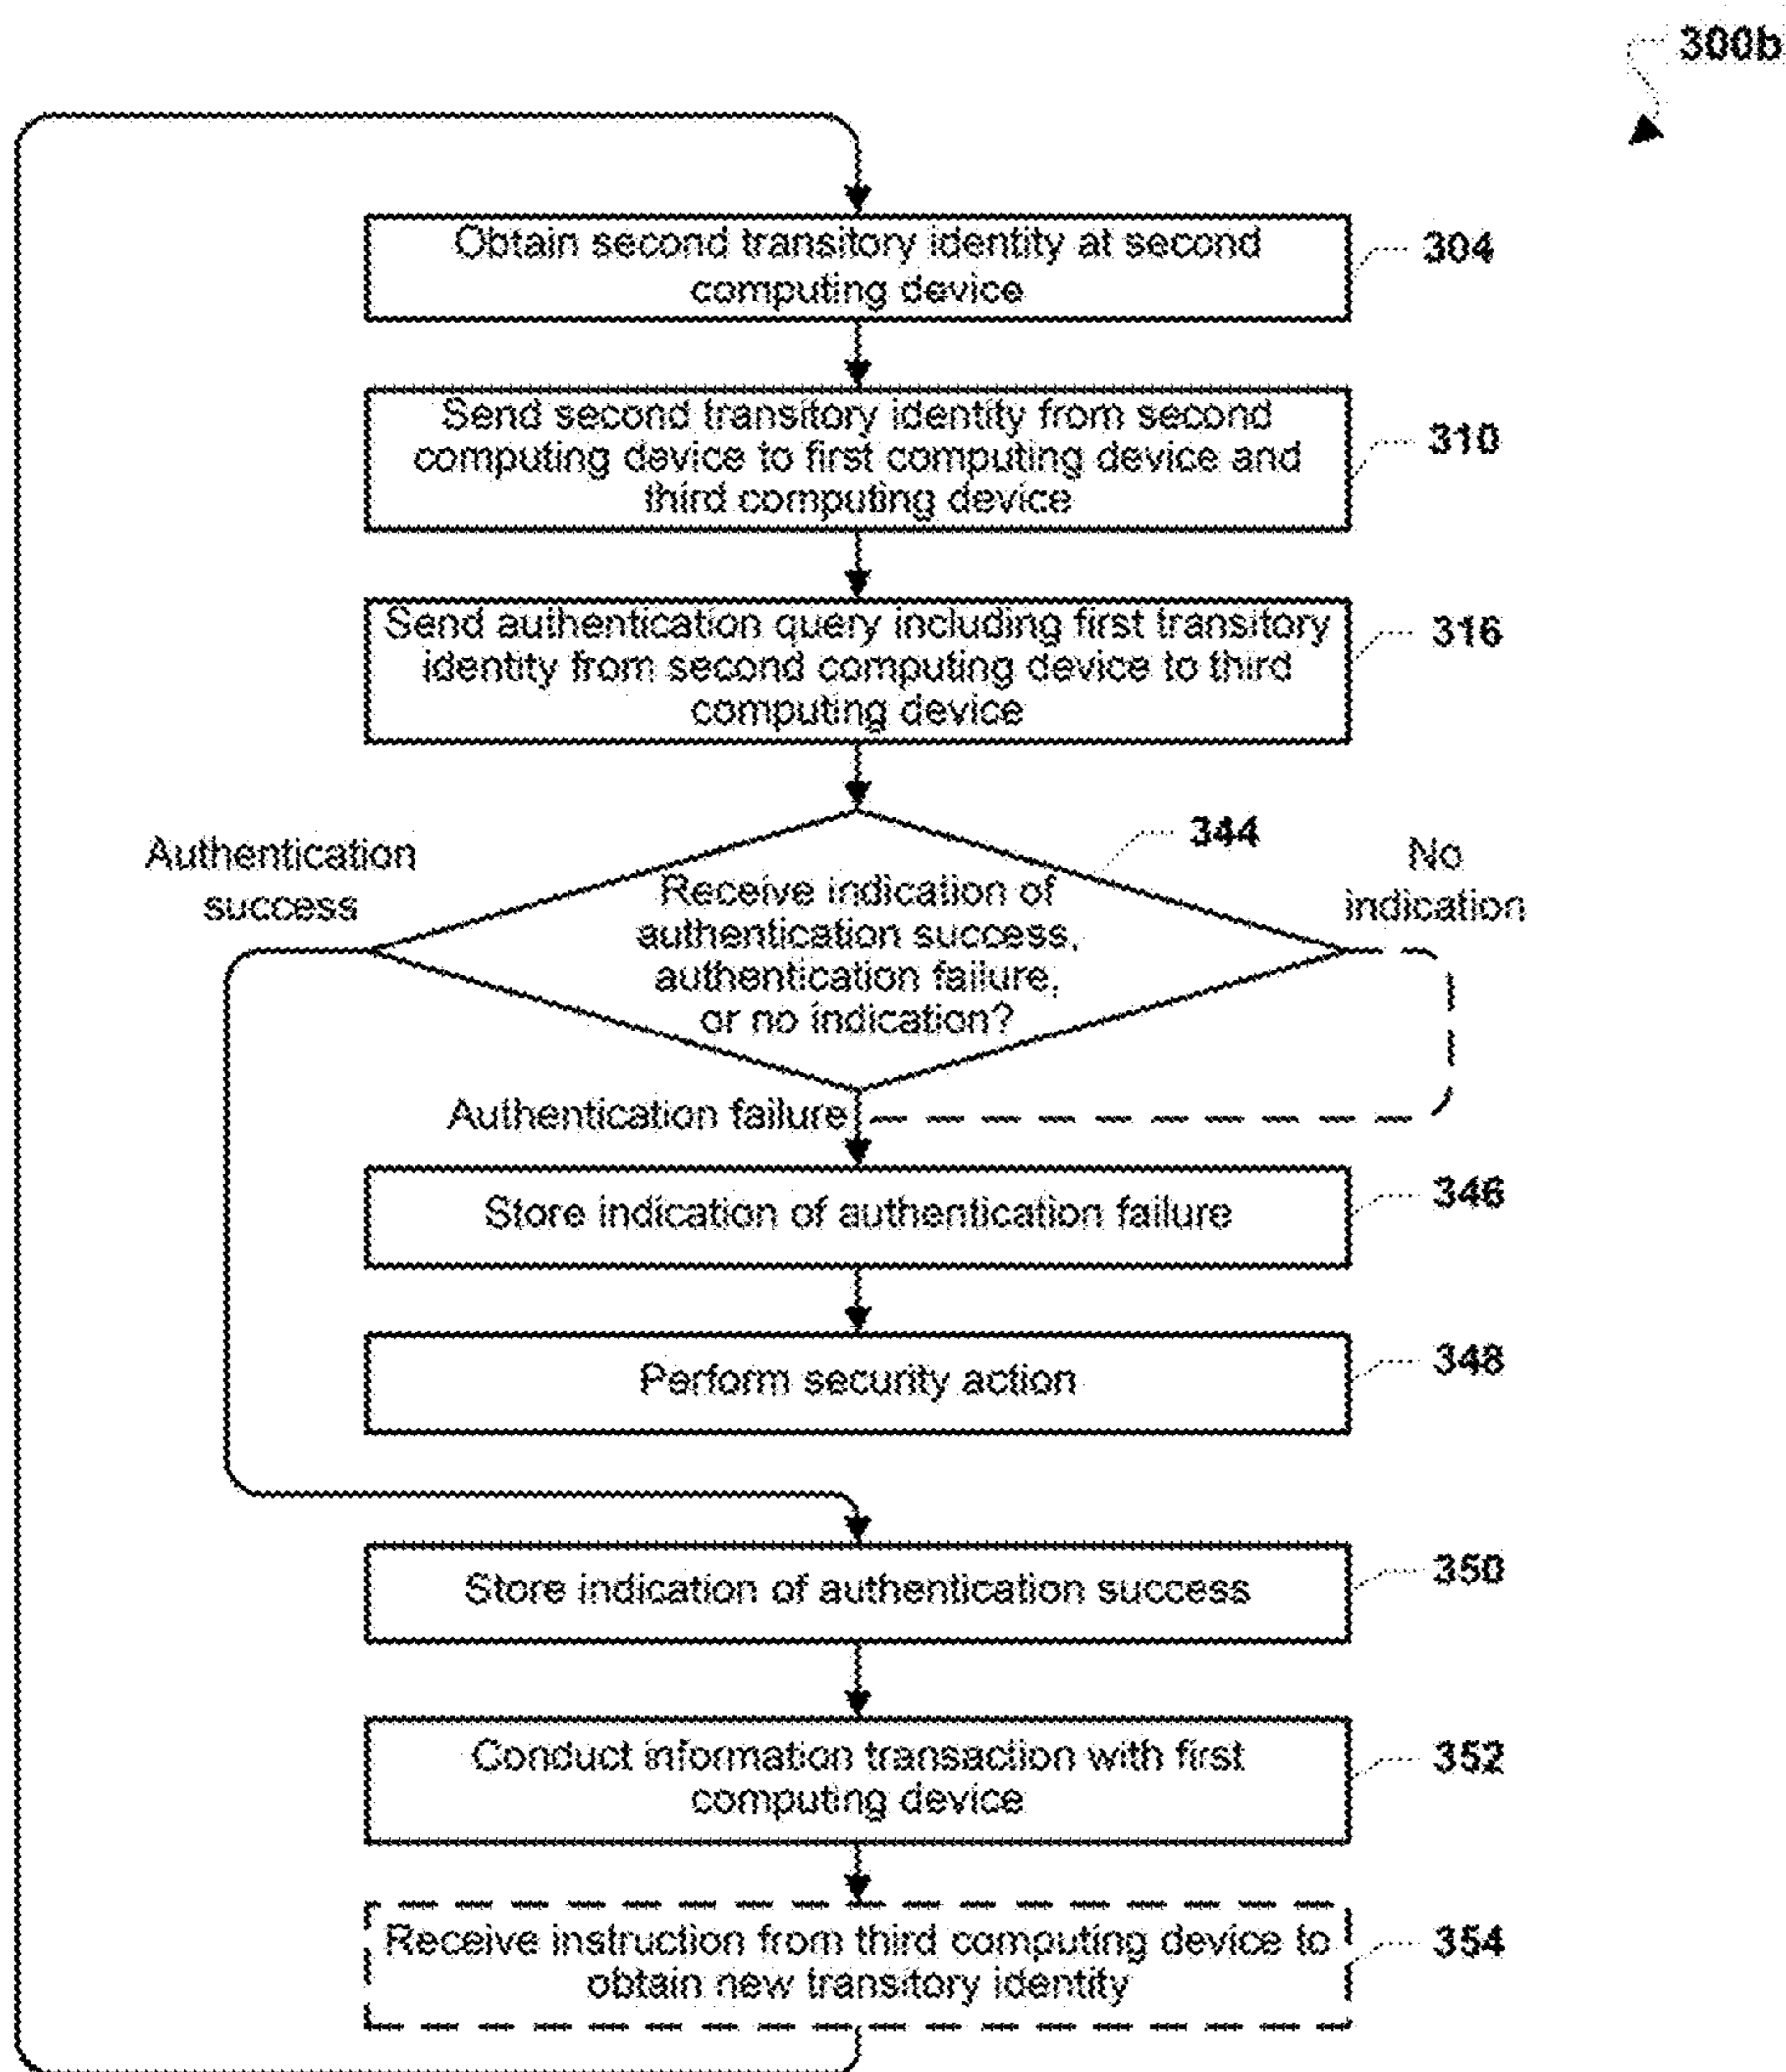 300b
Obtain second transitory identity at second
computing device
304
Send second transitory identity from second
computing device to first computing device and
third computing device
310
Send authentication query including first transitory
identity from second computing device to third
computing device
316
344
Authentication
success
Receive indication of
authentication success,
authentication failure,
or no indication?
No
indication
Authentication failure
Store indication of authentication failure
346
Perform security action
348
Store indication of authentication success
350
Conduct information transaction with first
computing device
352
Receive instruction from third computing device to
obtain new transitory identity
354